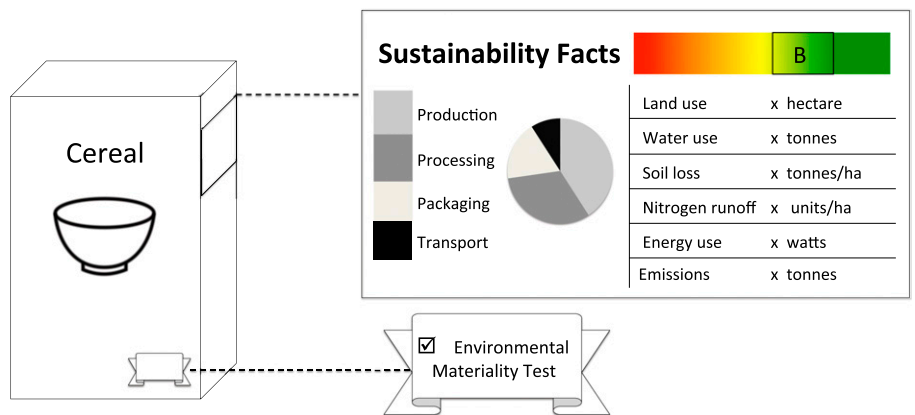 Cereal
Sustainability Facts
B
Production
Processing
Packaging
Transport
Land use x hectare
Water use x tonnes
Soil loss x tonnes/ha
Nitrogen runoff x units/ha
Energy use x watts
Emissions x tonnes
☑ Environmental
Materiality Test